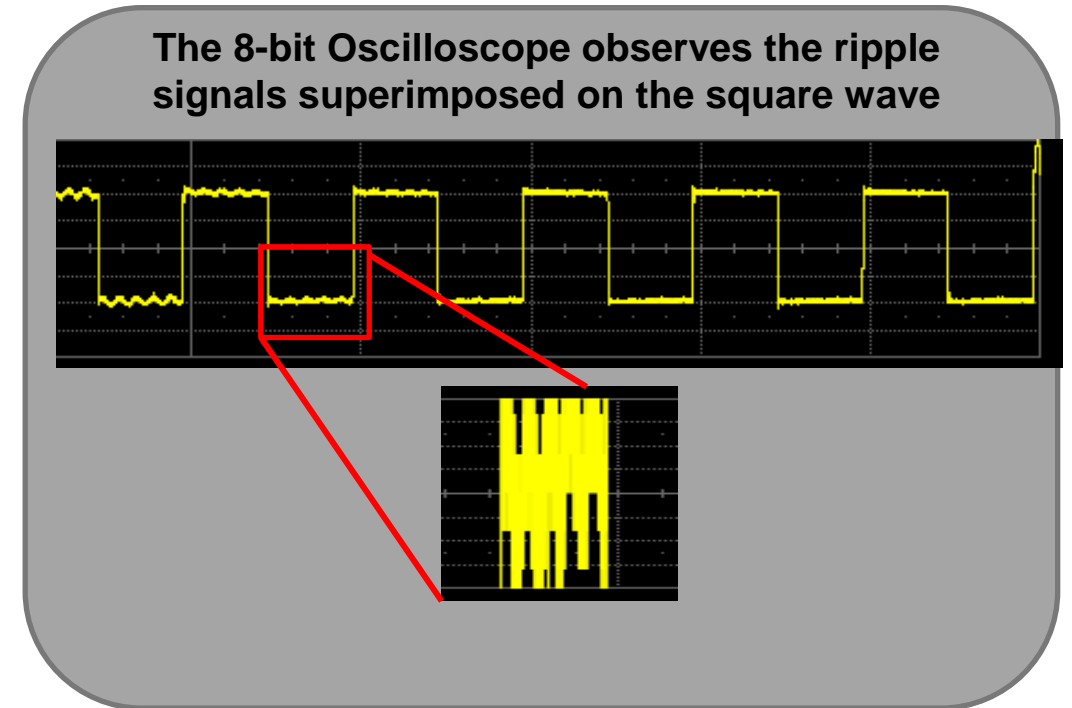 The 8-bit Oscilloscope observes the ripple
signals superimposed on the square wave